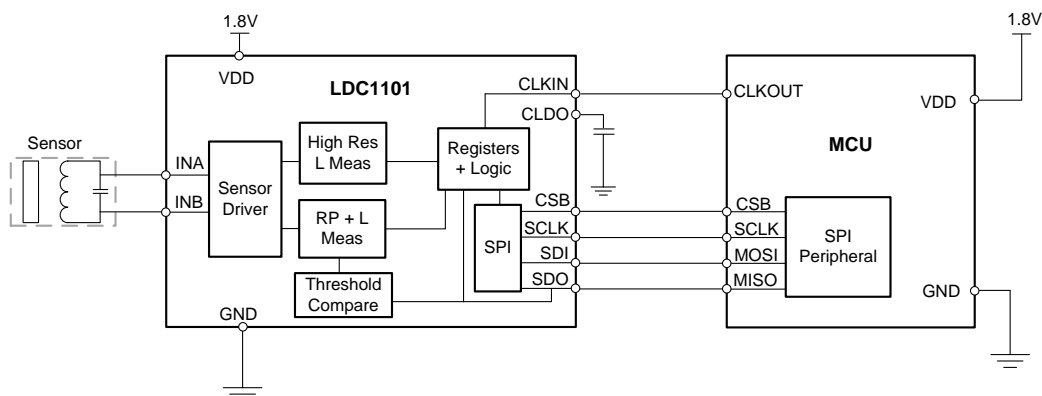 1.8V
1.8V
VDD
LDC1101
CLKIN
CLKOUT
CLDO
VDD
MCU
Sensor
High Res
L Meas
Registers
+ Logic
INA
INB
Sensor
Driver
RP + L
Meas
SPI
CSB
SCLK
SDI
SDO
CSB
SCLK
MOSI
MISO
SPI
Peripheral
Threshold
Compare
GND
GND